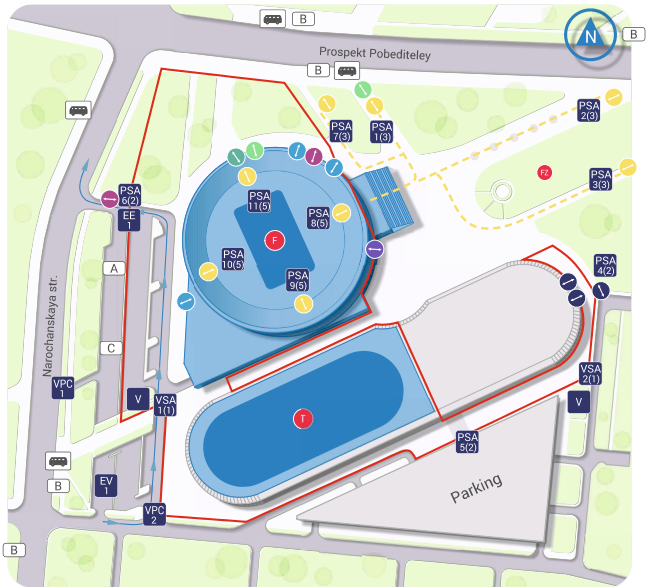 B
N
B
Prospekt Pobediteley
B
PSA
7(3)
PSA
1(3)
PSA
2(3)
FZ
PSA
3(3)
PSA
6(2)
EE
1
PSA
11(5)
PSA
8(5)
F
PSA
10(5)
PSA
9(5)
PSA
4(2)
A
Narochanskaya str.
C
VPC
1
V
VSA
1(1)
VSA
2(1)
V
T
PSA
5(2)
B
EV
1
Parking
VPC
2
B